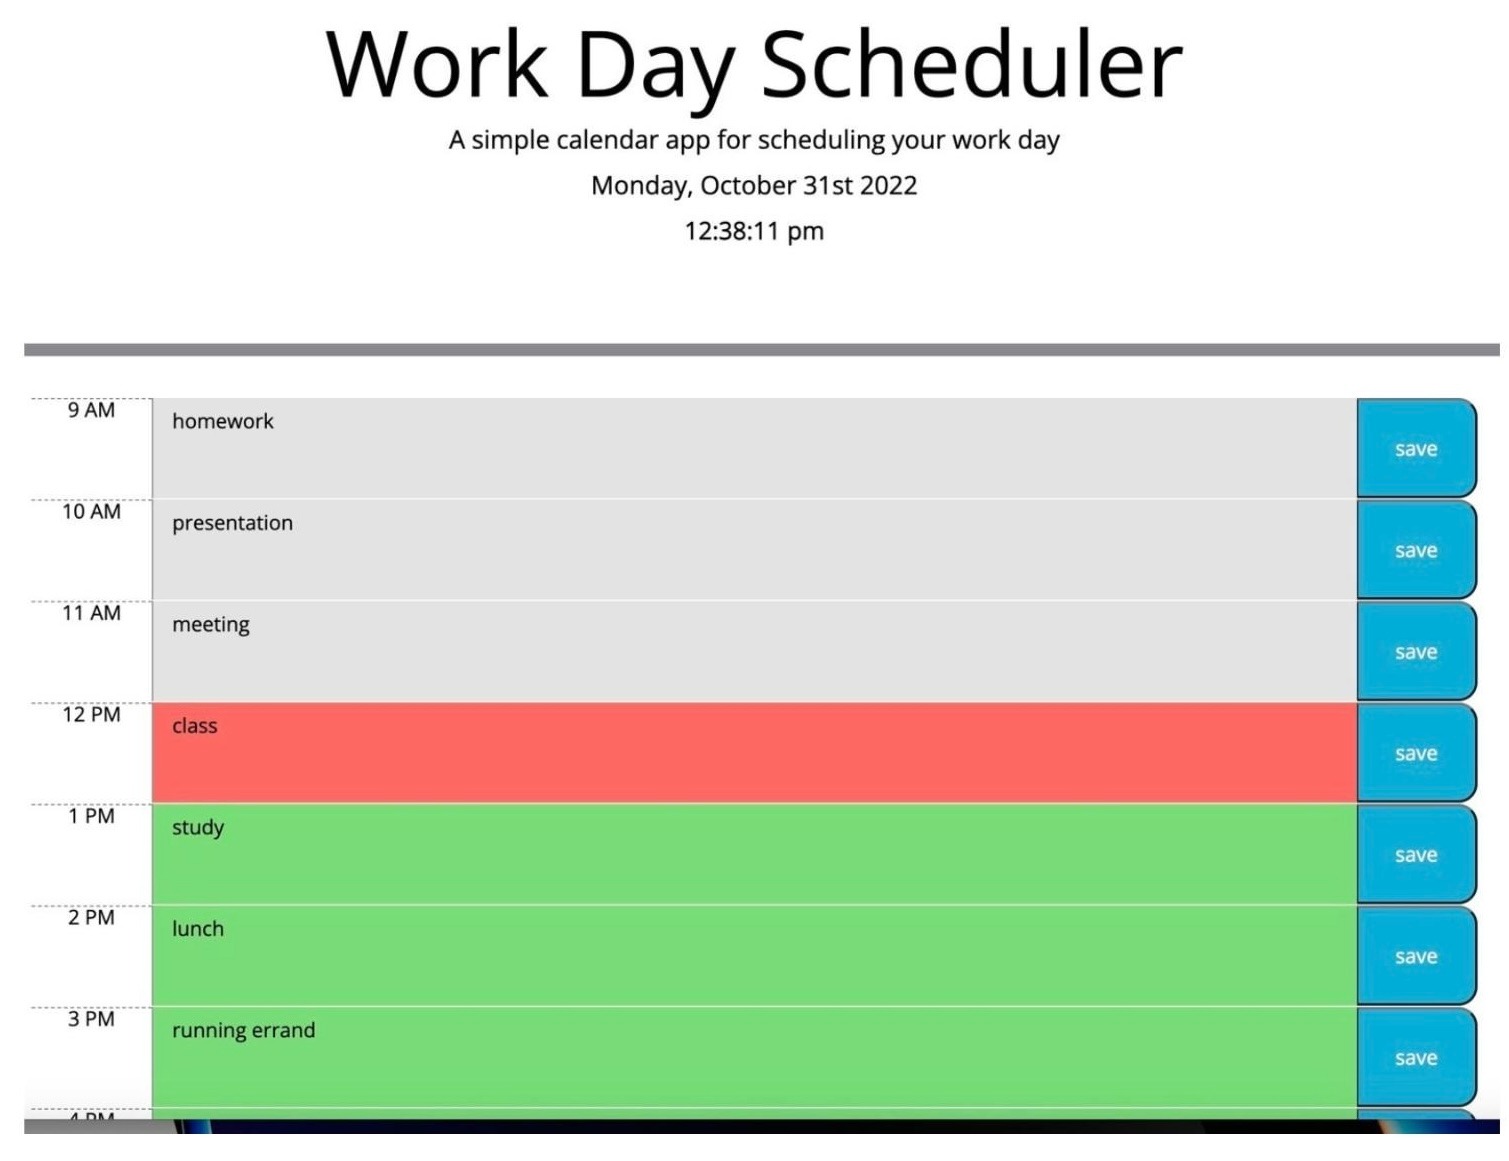 Work Day Scheduler
A simple calendar app for scheduling your work day
Monday, October 31st 2022
12:38:11 pm
9 AM homework save
10 AM presentation save
11 AM meeting save
12 PM class save
1 PM study save
2 PM lunch save
3 PM running errand save
4 PM